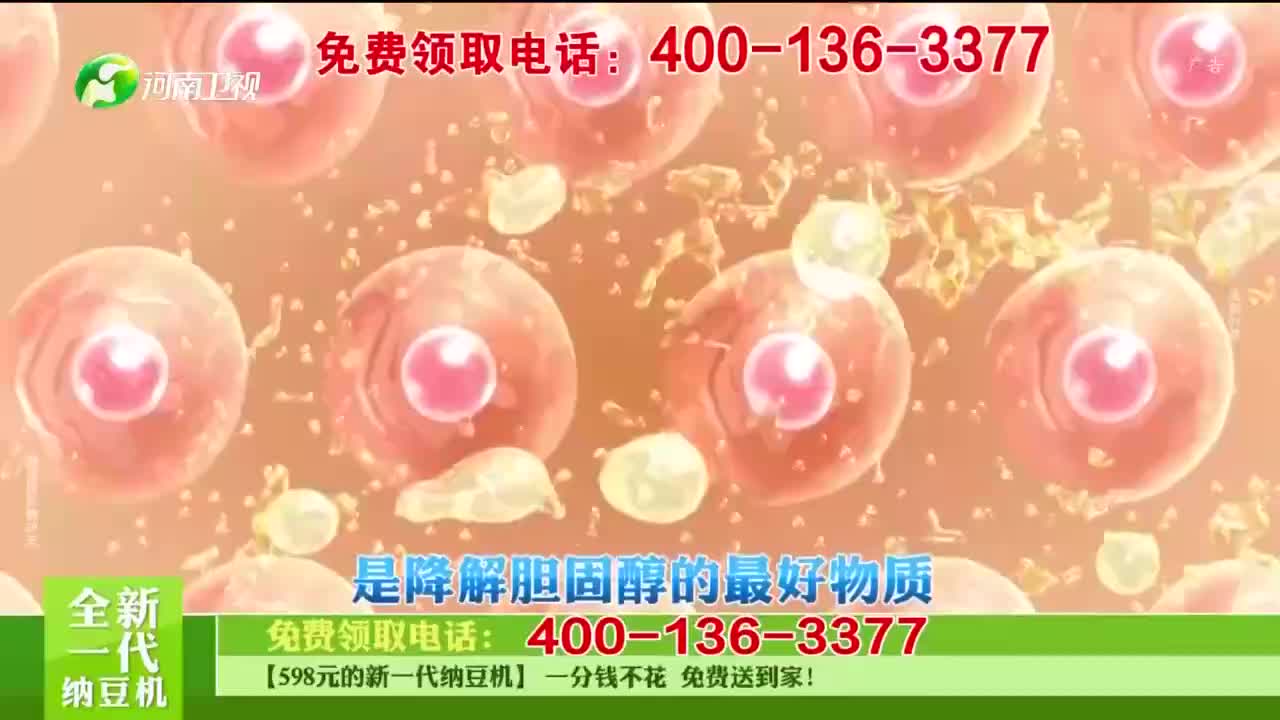 免费领取电话：400-136-3377
河南卫视
广告
是降解胆固醇的最好物质
全新
一代
纳豆机
免费领取电话：400-136-3377
【598元的新一代纳豆机】 一分钱不花 免费送到家！